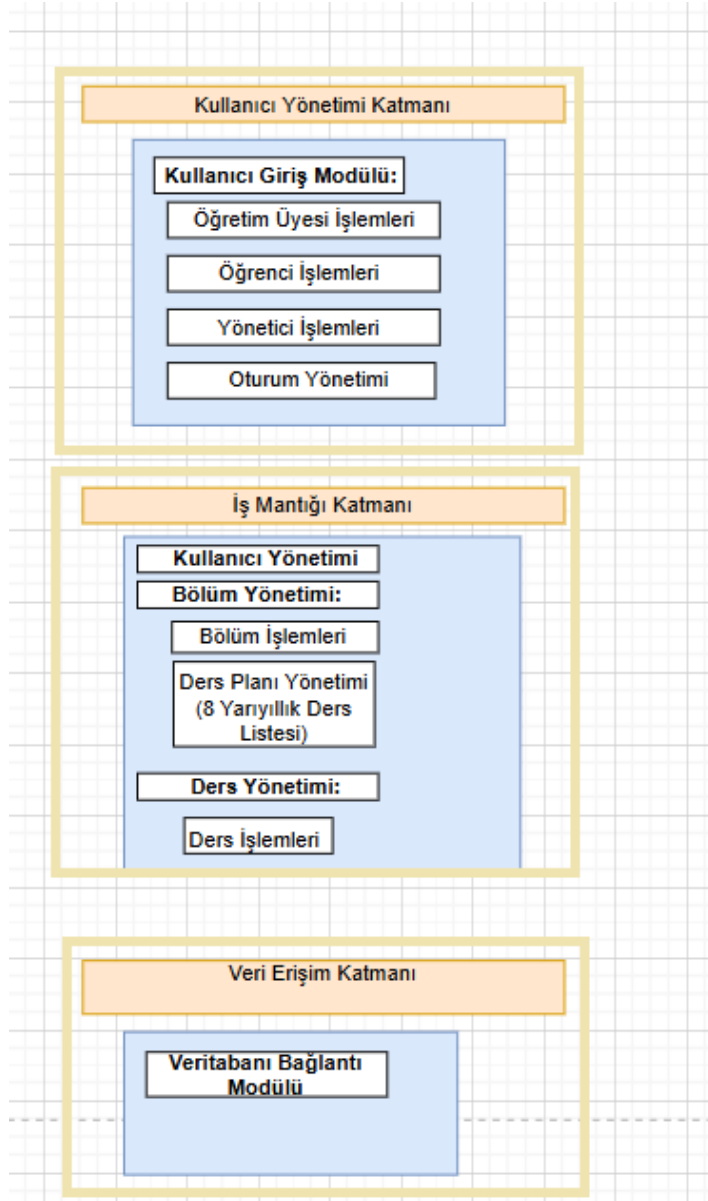 Kullanıcı Yönetimi Katmanı
Kullanıcı Giriş Modülü:
Öğretim Üyesi İşlemleri
Öğrenci İşlemleri
Yönetici İşlemleri
Oturum Yönetimi
İş Mantığı Katmanı
Kullanıcı Yönetimi
Bölüm Yönetimi:
Bölüm İşlemleri
Ders Planı Yönetimi
(8 Yarıyıllık Ders
Listesi)
Ders Yönetimi:
Ders İşlemleri
Veri Erişim Katmanı
Veritabanı Bağlantı
Modülü